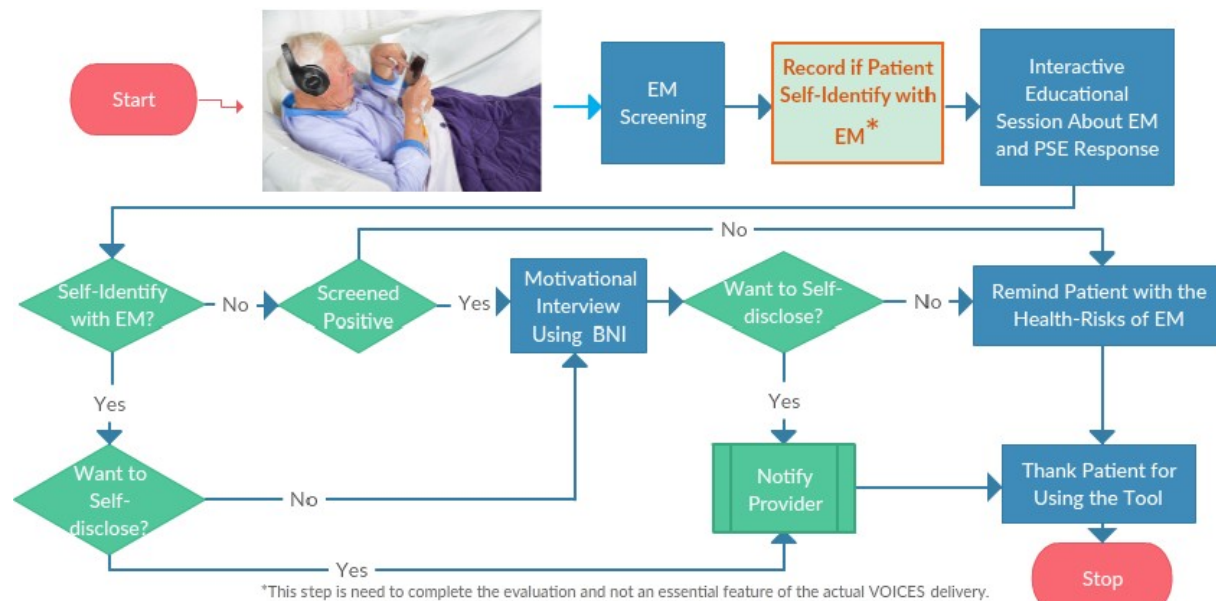 Start
EM
Screening
Record if Patient
Self-Identify with
EM*
Interactive
Educational
Session About EM
and PSE Response
No
Self-Identify
with EM?
No
Screened
Positive
Yes
Motivational
Interview
Using BNI
Want to Self-
disclose?
No
Remind Patient with the
Health-Risks of EM
Yes
Yes
Want to
Self-
disclose?
No
Notify
Provider
Thank Patient for
Using the Tool
Yes
Stop
*This step is need to complete the evaluation and not an essential feature of the actual VOICES delivery.